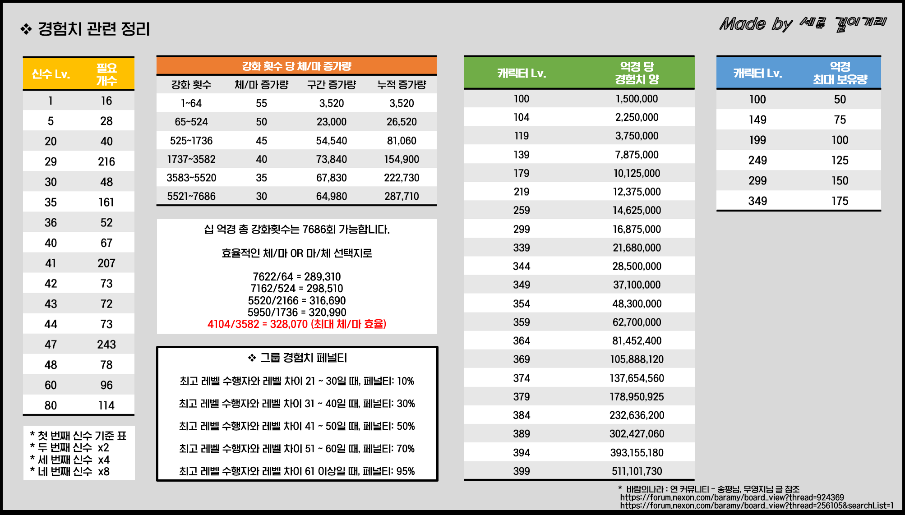 ❖ 경험치 관련 정리
Made by 세릴 겉이거리
신수 Lv. 필요 개수
1 16
5 28
20 40
29 216
30 48
35 161
36 52
40 67
41 207
42 73
43 72
44 73
47 243
48 78
60 96
80 114
* 첫 번째 신수 기준 표
* 두 번째 신수 x2
* 세 번째 신수 x4
* 네 번째 신수 x8
강화 횟수 당 체/마 증가량
강화 횟수 체/마 증가량 구간 증가량 누적 증가량
1~64 55 3,520 3,520
65~524 50 23,000 26,520
525~1736 45 54,540 81,060
1737~3582 40 73,840 154,900
3583~5520 35 67,830 222,730
5521~7686 30 64,980 287,710
십 억경 총 강화횟수는 7686회 가능합니다.
효율적인 체/마 OR 마/체 선택지로
7622/64 = 289,310
7162/524 = 298,510
5520/2166 = 316,690
5950/1736 = 320,990
4104/3582 = 328,070 (최대 체/마 효율)
❖ 그룹 경험치 페널티
최고 레벨 수행자와 레벨 차이 21 ~ 30일 때, 페널티: 10%
최고 레벨 수행자와 레벨 차이 31 ~ 40일 때, 페널티: 30%
최고 레벨 수행자와 레벨 차이 41 ~ 50일 때, 페널티: 50%
최고 레벨 수행자와 레벨 차이 51 ~ 60일 때, 페널티: 70%
최고 레벨 수행자와 레벨 차이 61 이상일 때, 페널티: 95%
캐릭터 Lv. 억경 당 경험치 양
100 1,500,000
104 2,250,000
119 3,750,000
139 7,875,000
179 10,125,000
219 12,375,000
259 14,625,000
299 16,875,000
339 21,680,000
344 28,500,000
349 37,100,000
354 48,300,000
359 62,700,000
364 81,452,400
369 105,888,120
374 137,654,560
379 178,950,925
384 232,636,200
389 302,427,060
394 393,155,180
399 511,101,730
캐릭터 Lv. 억경 최대 보유량
100 50
149 75
199 100
249 125
299 150
349 175
* 바람의나라 : 연 커뮤니티 - 송평님, 무영지님 글 참조
https://forum.nexon.com/baramy/board_view?thread=924369
https://forum.nexon.com/baramy/board_view?thread=256105&searchList=1